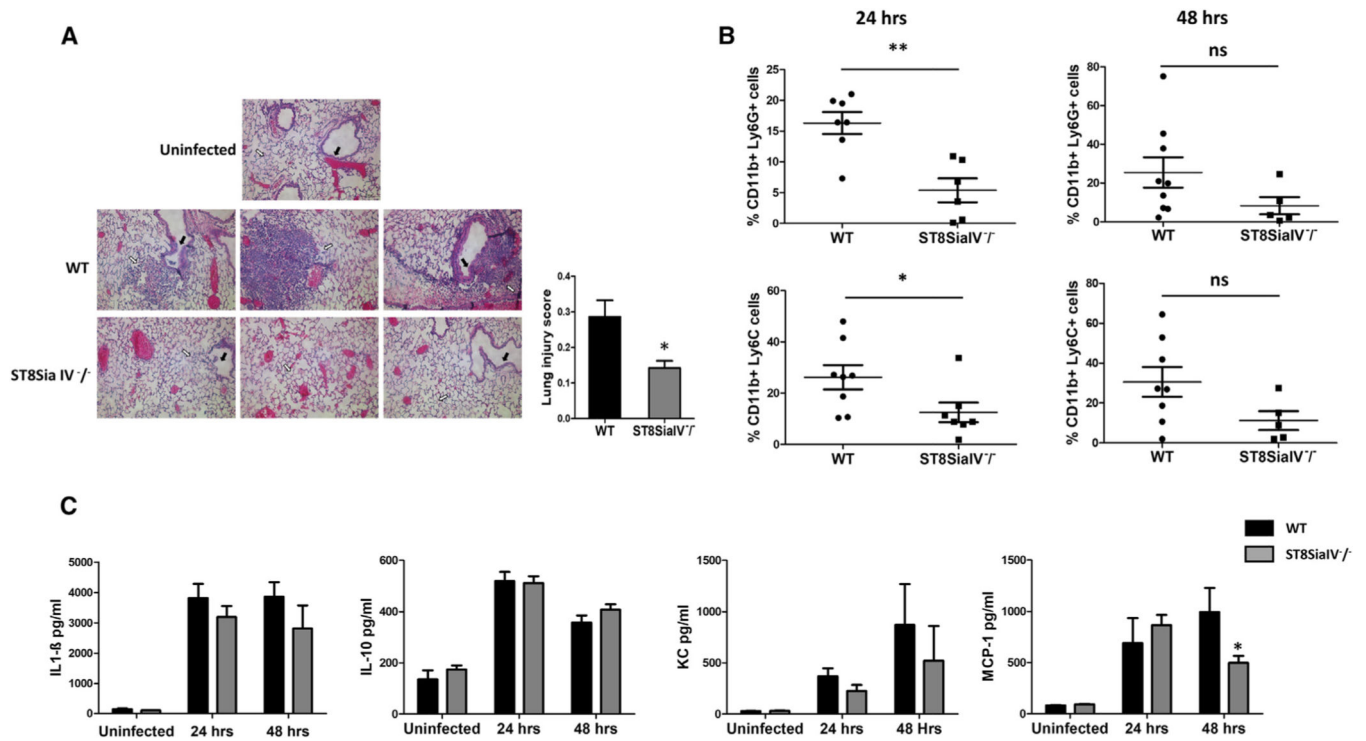 A
Uninfected
WT
ST8Sia IV -/-
Lung injury score
0.4
0.3
0.2
0.1
0.0
*
WT
ST8SiaIV-/-
B
24 hrs
48 hrs
% CD11b+ Ly6G+ cells
25
20
15
10
5
0
**
WT
ST8SiaIV-/-
% CD11b+ Ly6G+ cells
80
60
40
20
0
ns
WT
ST8SiaIV-/-
% CD11b+ Ly6C cells
60
40
20
0
*
WT
ST8SiaIV-/-
% CD11b+ Ly6C+ cells
80
60
40
20
0
ns
WT
ST8SiaIV-/-
C
WT
ST8SiaIV-/-
IL1-ß pg/ml
5000
4000
3000
2000
1000
0
Uninfected 24 hrs 48 hrs
IL-10 pg/ml
600
400
200
0
Uninfected 24 hrs 48 hrs
KC pg/ml
1500
1000
500
0
Uninfected 24 hrs 48 Hrs
MCP-1 pg/ml
1500
1000
500
0
*
Uninfected 24 hrs 48 hrs